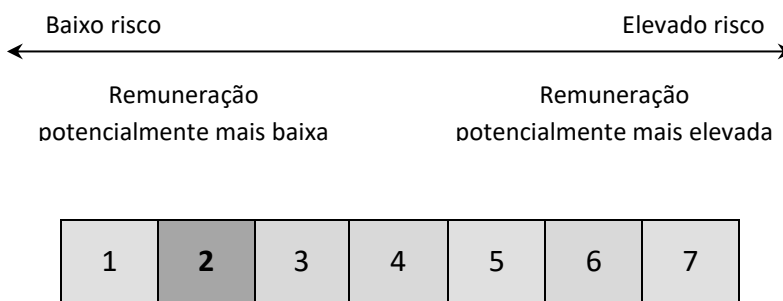 Baixo risco Elevado risco
Remuneração Remuneração
potencialmente mais baixa potencialmente mais elevada
1 2 3 4 5 6 7